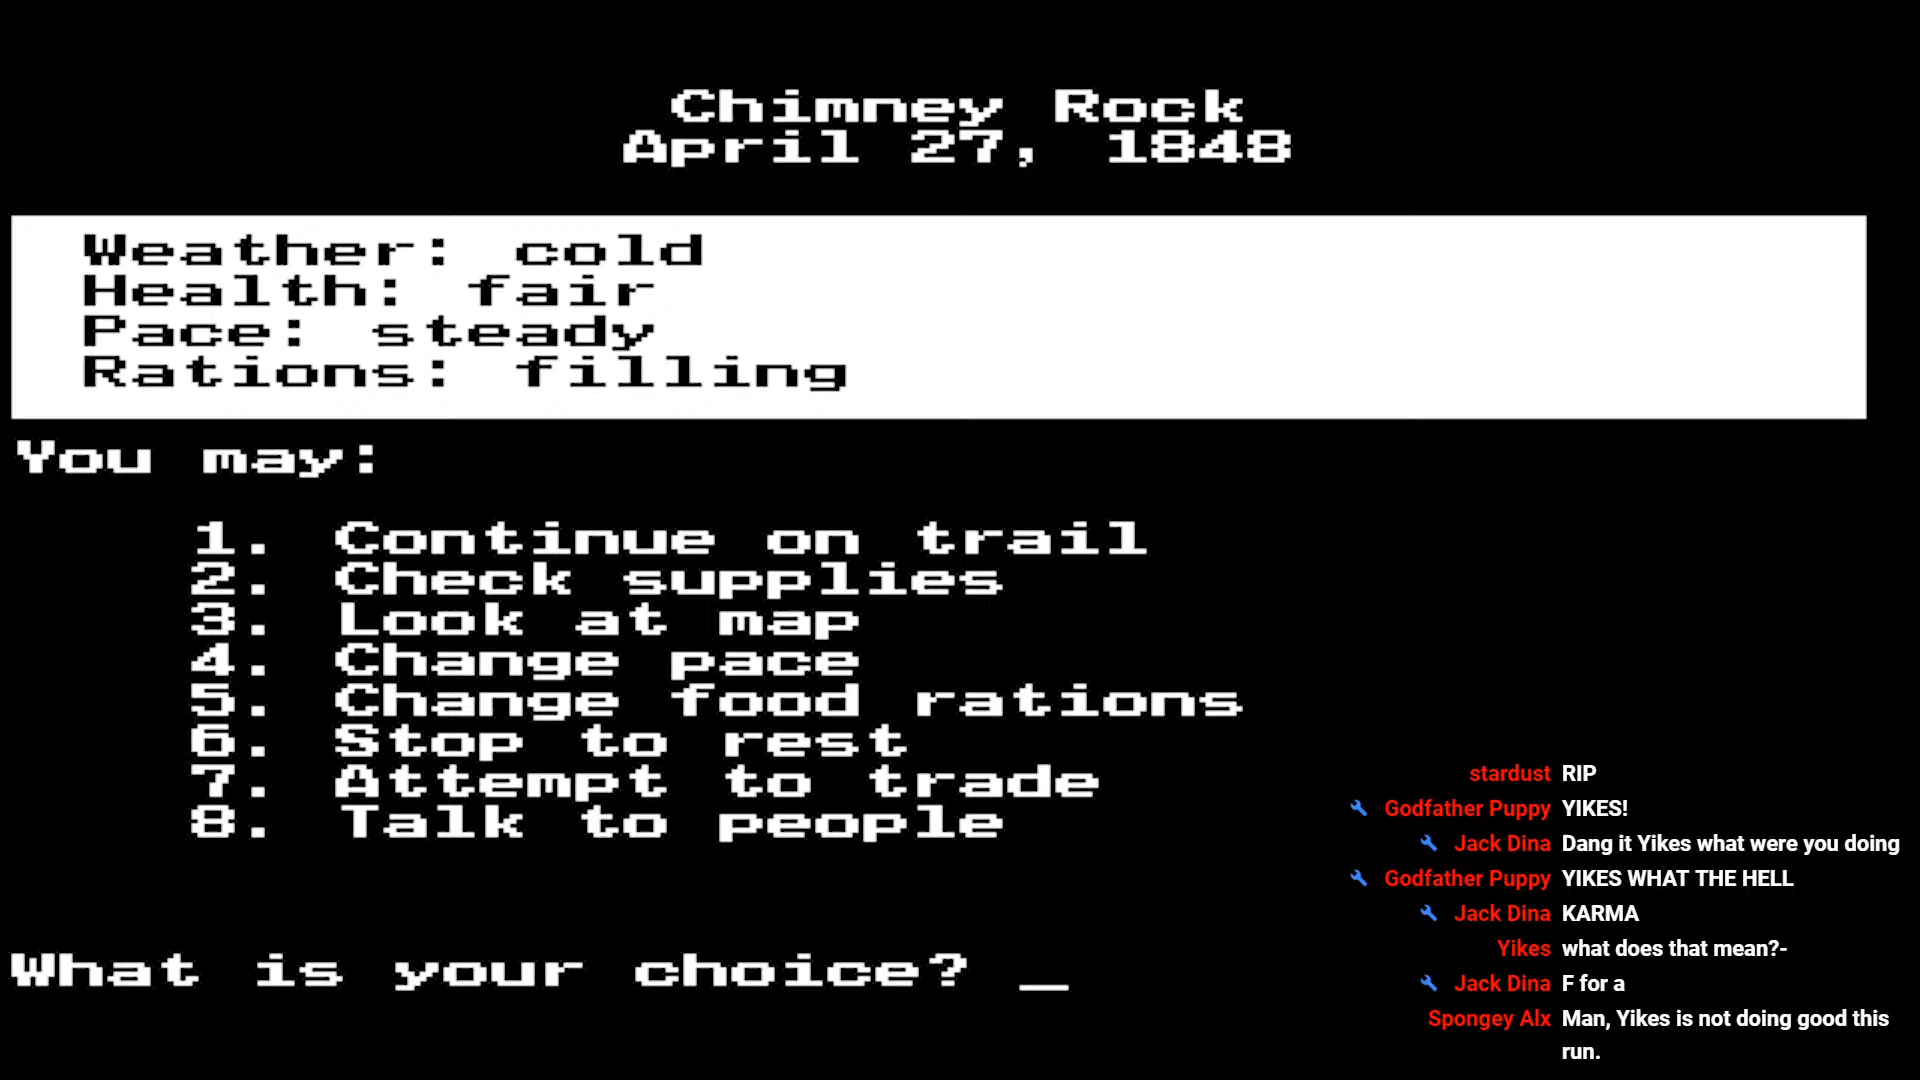 Chimney Rock
April 27, 1848
Weather: cold
Health: fair
Pace: steady
Rations: filling
You may:
1. Continue on trail
2. Check supplies
3. Look at map
4. Change pace
5. Change food rations
6. Stop to rest
7. Attempt to trade
8. Talk to people
What is your choice? _
stardust RIP
Godfather Puppy YIKES!
Jack Dina Dang it Yikes what were you doing
Godfather Puppy YIKES WHAT THE HELL
Jack Dina KARMA
Yikes what does that mean?-
Jack Dina F for a
Spongey Alx Man, Yikes is not doing good this
run.